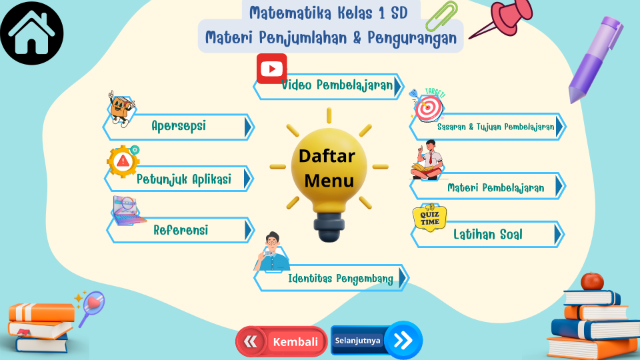 Matematika Kelas 1 SD
Materi Penjumlahan & Pengurangan
Video Pembelajaran
Apersepsi
TARGET!
Sasaran & Tujuan Pembelajaran
Daftar
Menu
Petunjuk Aplikasi
Materi Pembelajaran
Referensi
QUIZ
TIME
Latihan Soal
Identitas Pengembang
Kembali
Selanjutnya